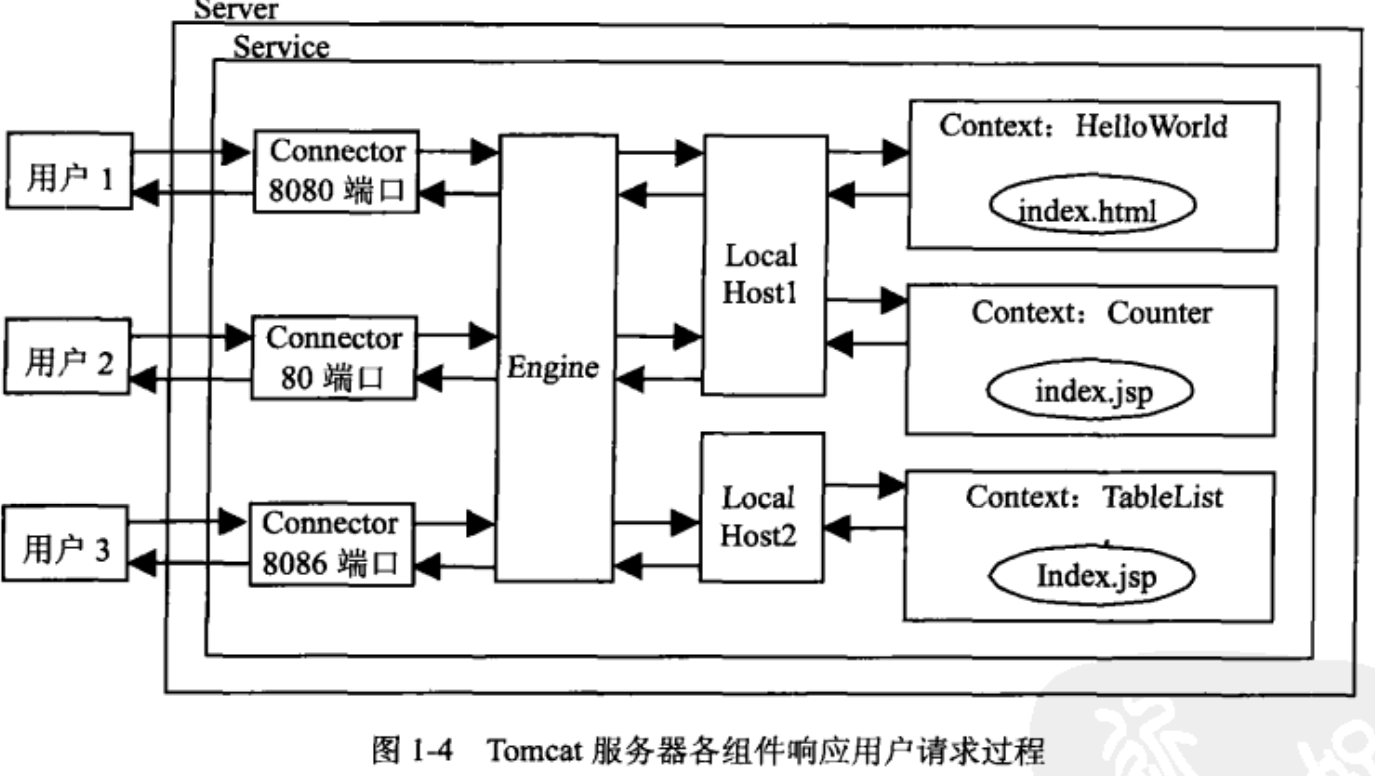 Server
Service
用户 1
Connector
8080 端口
Context: HelloWorld
index.html
Local
Host1
用户 2
Connector
80 端口
Engine
Context: Counter
index.jsp
用户 3
Connector
8086 端口
Local
Host2
Context: TableList
Index.jsp
图 1-4 Tomcat 服务器各组件响应用户请求过程